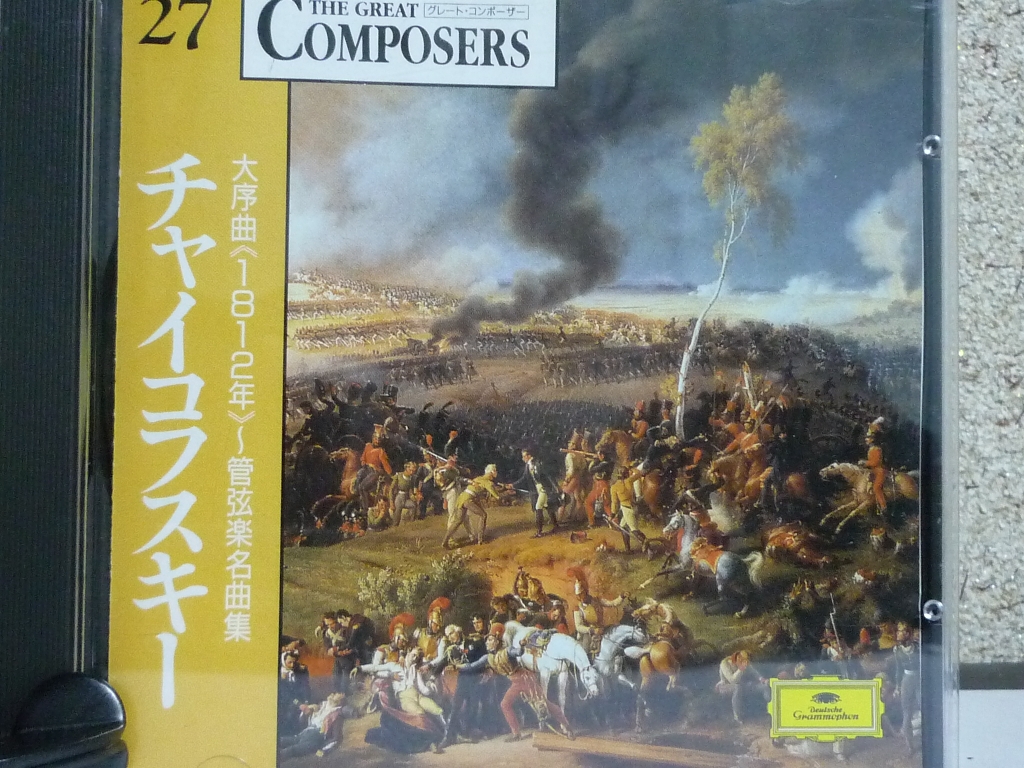 27
THE GREAT グレート・コンポーザー
COMPOSERS
大序曲《1812年》〜管弦楽名曲集
チャイコフスキー
Deutsche
Grammophon